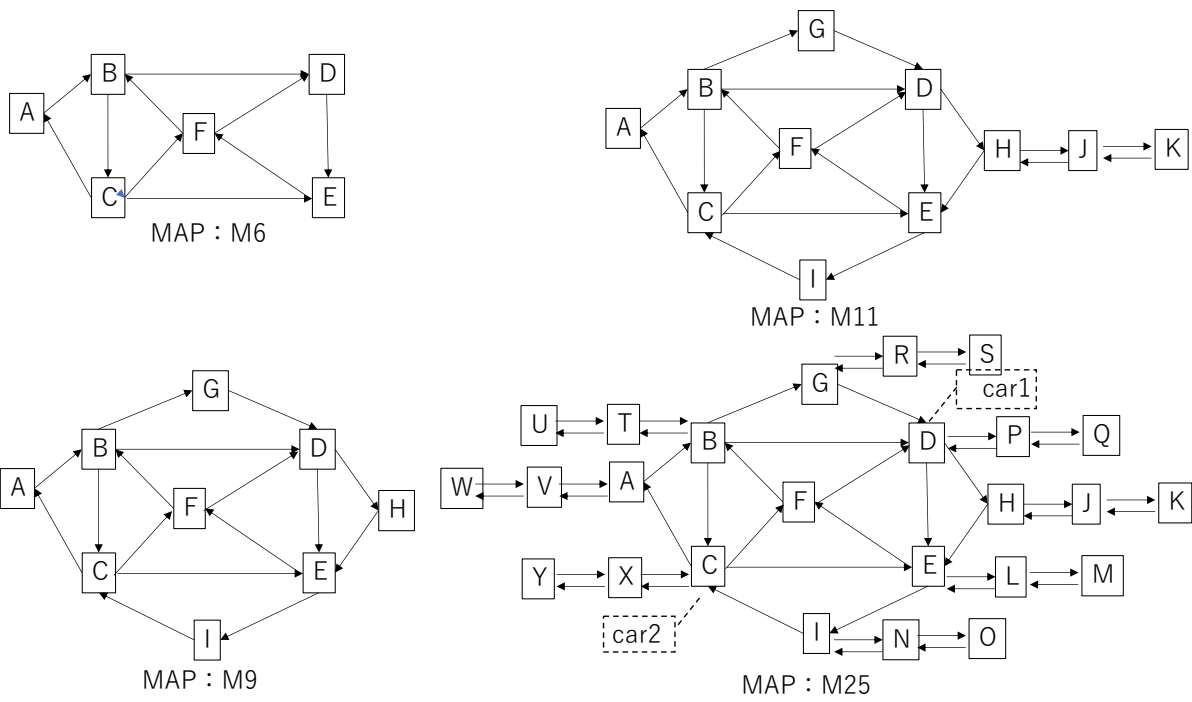 B
D
A
F
C
E
MAP：M6
G
B
D
A
F
H
J
K
C
E
I
MAP：M11
G
B
D
A
F
H
C
E
I
MAP：M9
R
S
G
car1
U
T
B
D
P
Q
W
V
A
F
H
J
K
Y
X
C
E
L
M
car2
I
N
O
MAP：M25